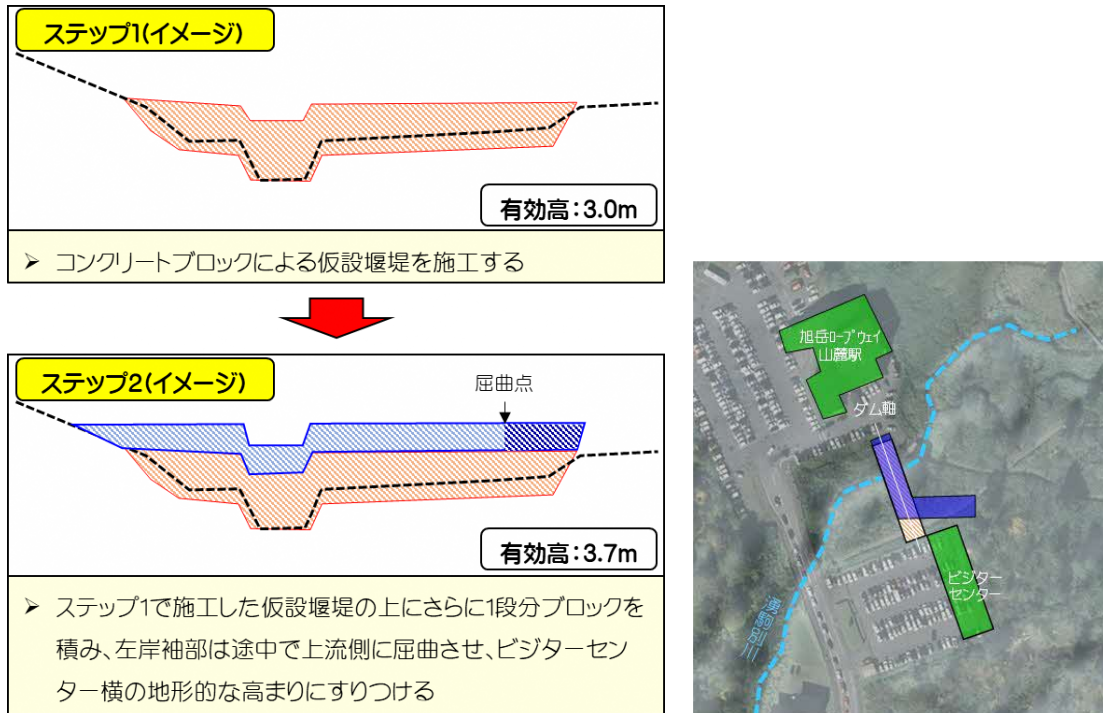 ステップ1(イメージ)
有効高：3.0m
➢ コンクリートブロックによる仮設堰堤を施工する
ステップ2(イメージ)
屈曲点
有効高：3.7m
➢ ステップ1で施工した仮設堰堤の上にさらに1段分ブロックを
積み、左岸袖部は途中で上流側に屈曲させ、ビジターセン
ター横の地形的な高まりにすりつける
旭岳ロープウェイ
山麓駅
ダム軸
ビジター
センター